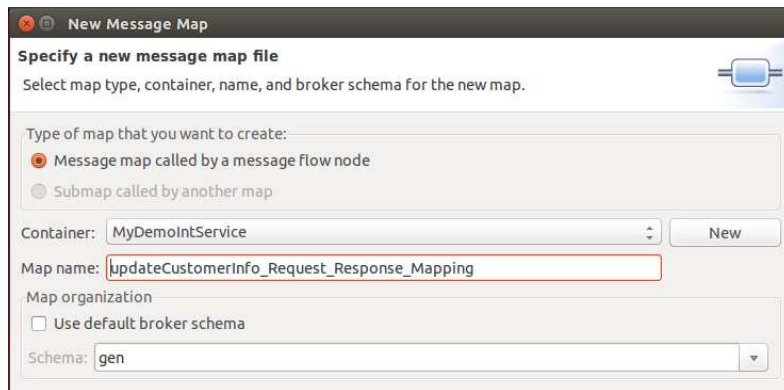 New Message Map
Specify a new message map file
Select map type, container, name, and broker schema for the new map.
Type of map that you want to create:
Message map called by a message flow node
Submap called by another map
Container: MyDemoIntService New
Map name: updateCustomerInfo_Request_Response_Mapping
Map organization
Use default broker schema
Schema: gen